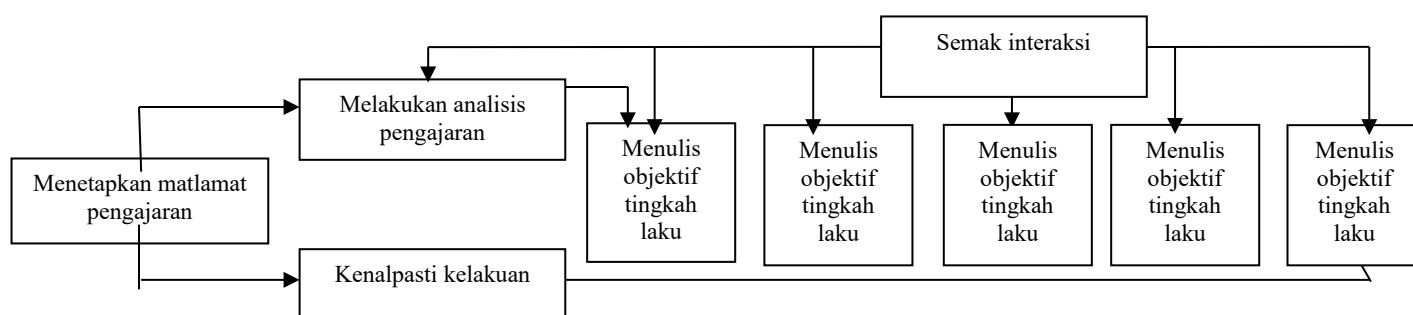 Semak interaksi
Melakukan analisis
pengajaran
Menetapkan matlamat
pengajaran
Menulis
objektif
tingkah
laku
Menulis
objektif
tingkah
laku
Menulis
objektif
tingkah
laku
Menulis
objektif
tingkah
laku
Menulis
objektif
tingkah
laku
Kenalpasti kelakuan